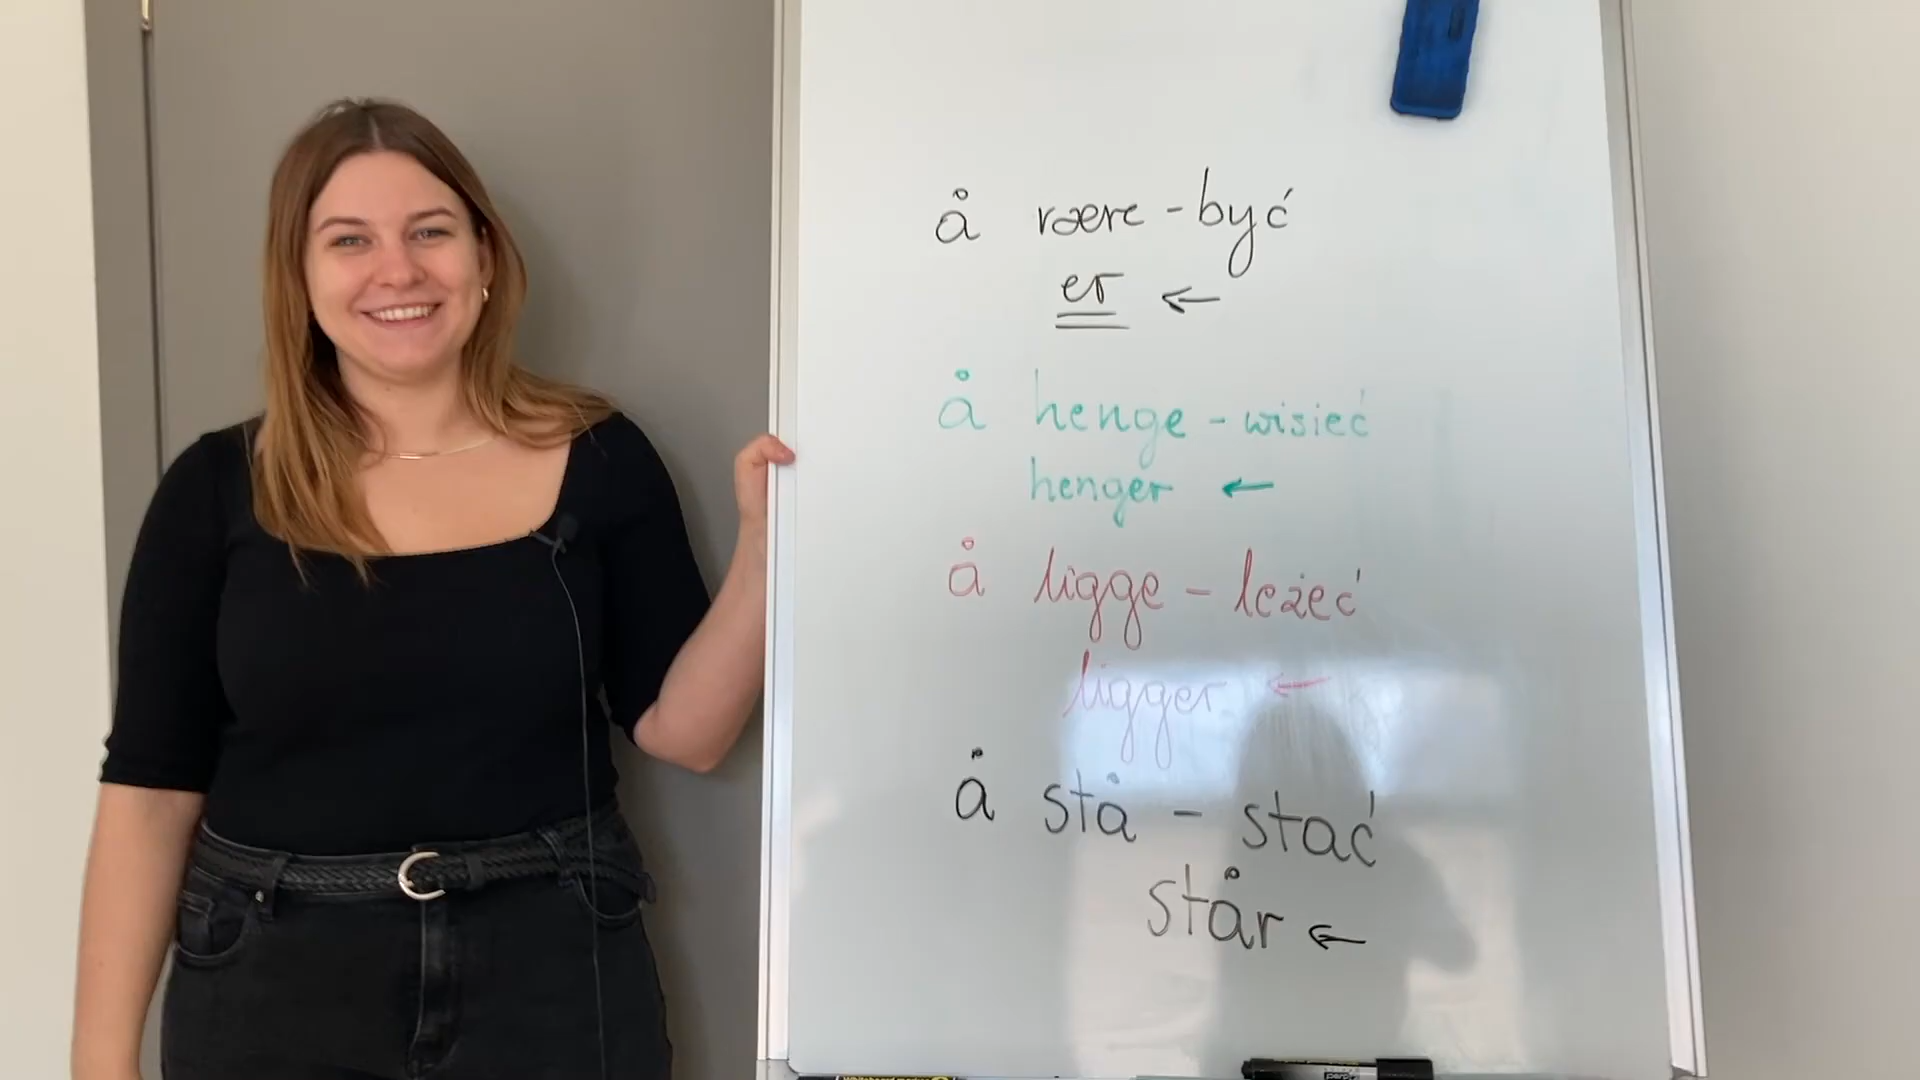 å være - być
er ←
å henge - wisieć
henger ←
å ligge - leżeć
ligger ←
å stå - stać
står ←